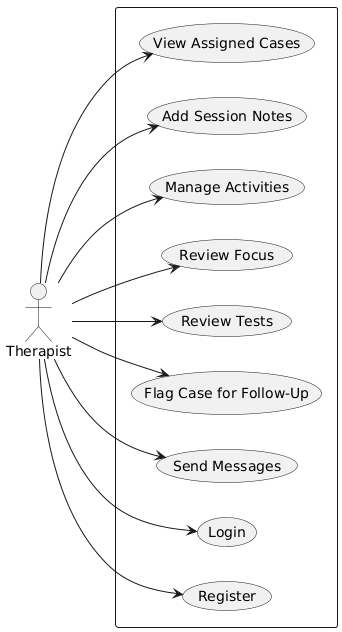 View Assigned Cases
Add Session Notes
Manage Activities
Review Focus
Review Tests
Therapist
Flag Case for Follow-Up
Send Messages
Login
Register